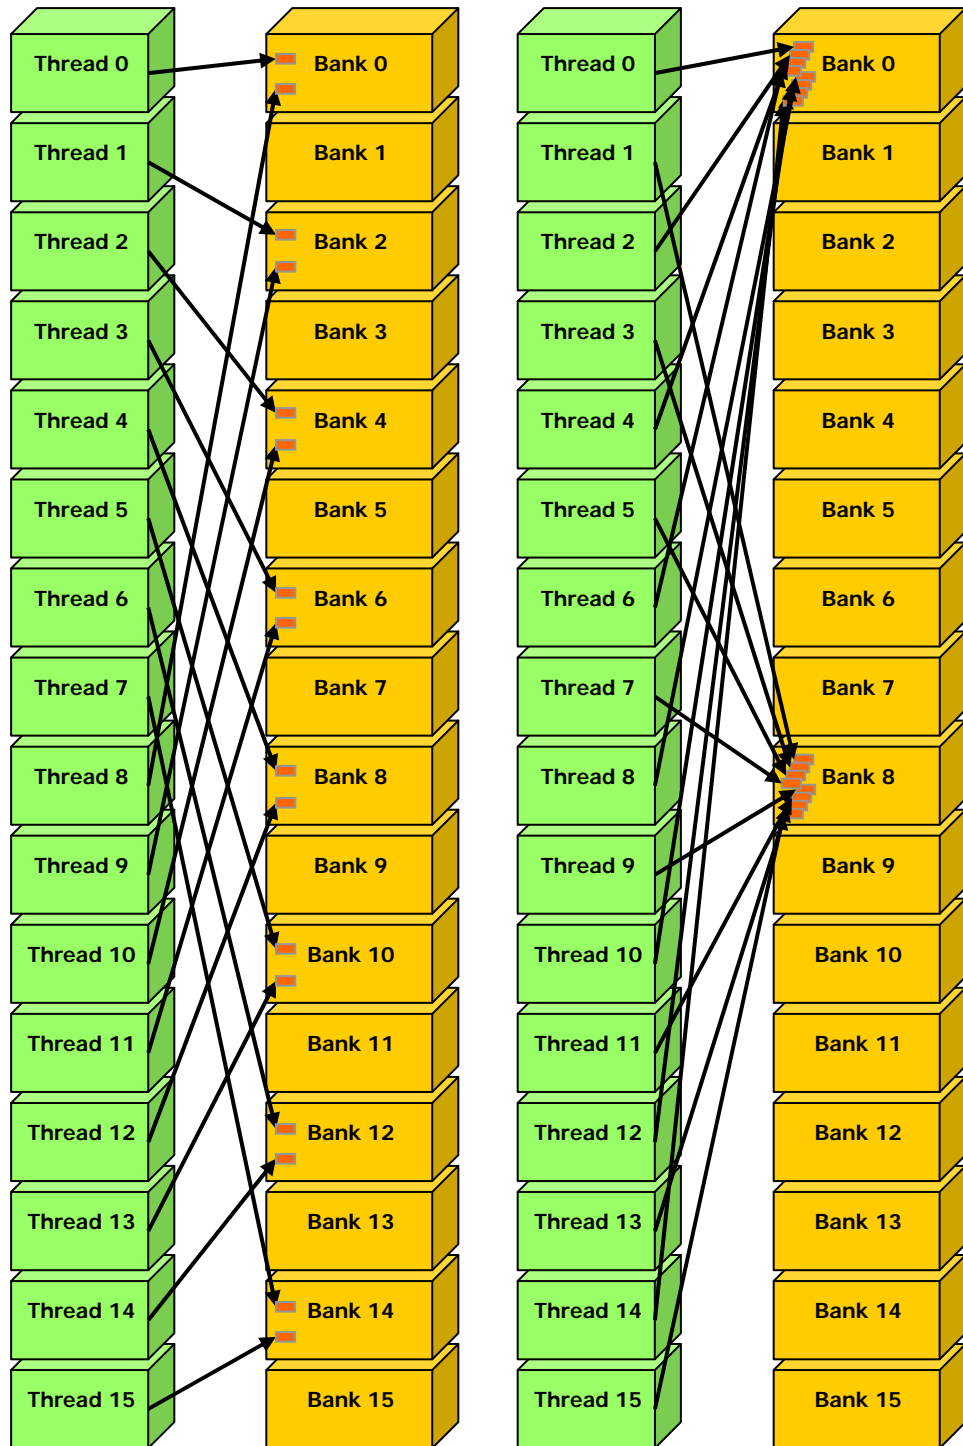 Thread 0 Bank 0 Thread 0 Bank 0
Thread 1 Bank 1 Thread 1 Bank 1
Thread 2 Bank 2 Thread 2 Bank 2
Thread 3 Bank 3 Thread 3 Bank 3
Thread 4 Bank 4 Thread 4 Bank 4
Thread 5 Bank 5 Thread 5 Bank 5
Thread 6 Bank 6 Thread 6 Bank 6
Thread 7 Bank 7 Thread 7 Bank 7
Thread 8 Bank 8 Thread 8 Bank 8
Thread 9 Bank 9 Thread 9 Bank 9
Thread 10 Bank 10 Thread 10 Bank 10
Thread 11 Bank 11 Thread 11 Bank 11
Thread 12 Bank 12 Thread 12 Bank 12
Thread 13 Bank 13 Thread 13 Bank 13
Thread 14 Bank 14 Thread 14 Bank 14
Thread 15 Bank 15 Thread 15 Bank 15